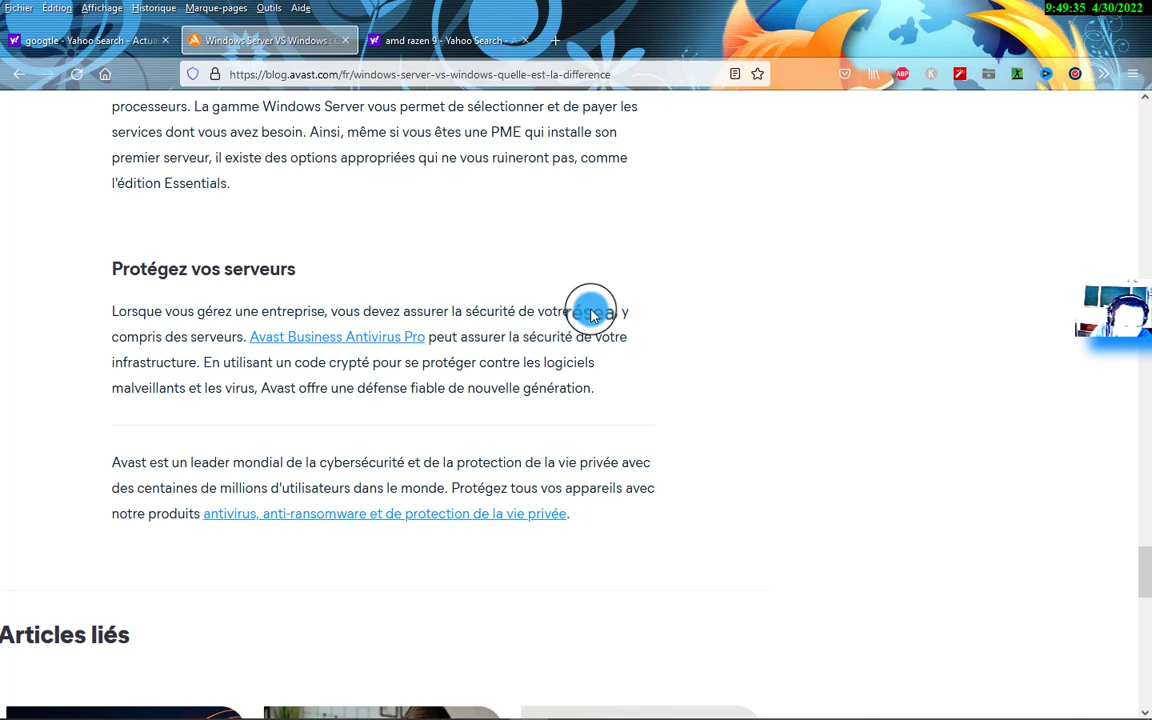 Fichier Édition Affichage Historique Marque-pages Outils Aide
9:49:35 4/30/2022
googtle - Yahoo Search - Actua
Windows Server VS Windows :
amd razen 9 - Yahoo Search - A
https://blog.avast.com/fr/windows-server-vs-windows-quelle-est-la-difference
ABP
processeurs. La gamme Windows Server vous permet de sélectionner et de payer les
services dont vous avez besoin. Ainsi, même si vous êtes une PME qui installe son
premier serveur, il existe des options appropriées qui ne vous ruineront pas, comme
l'édition Essentials.
Protégez vos serveurs
Lorsque vous gérez une entreprise, vous devez assurer la sécurité de votre y
compris des serveurs. Avast Business Antivirus Pro peut assurer la sécurité de votre
infrastructure. En utilisant un code crypté pour se protéger contre les logiciels
malveillants et les virus, Avast offre une défense fiable de nouvelle génération.
Avast est un leader mondial de la cybersécurité et de la protection de la vie privée avec
des centaines de millions d'utilisateurs dans le monde. Protégez tous vos appareils avec
notre produits antivirus, anti-ransomware et de protection de la vie privée.
Articles liés